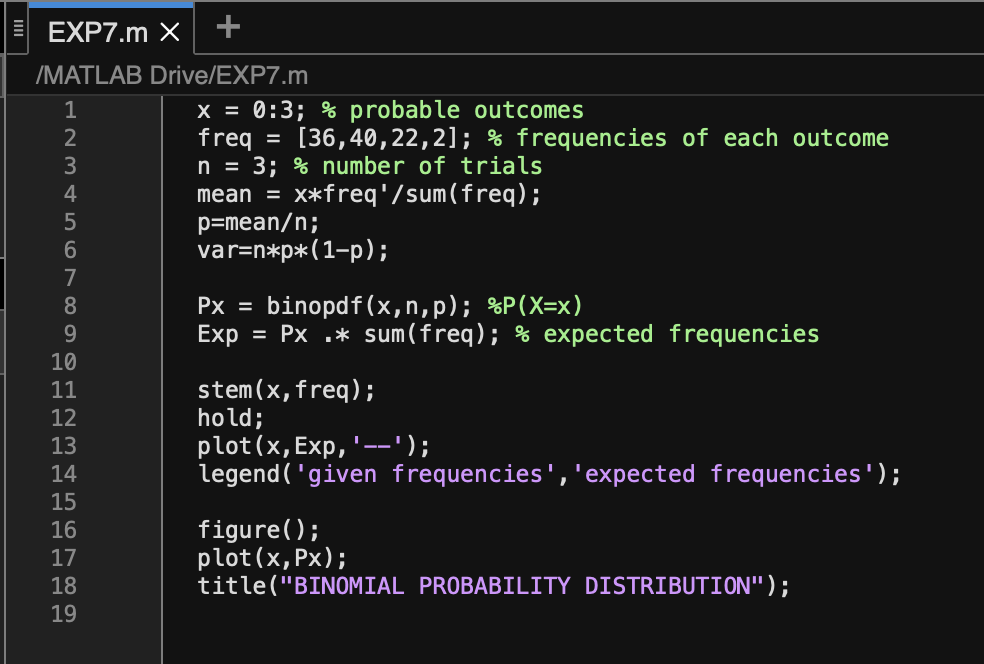 EXP7.m × +
/MATLAB Drive/EXP7.m
1 x = 0:3; % probable outcomes
2 freq = [36,40,22,2]; % frequencies of each outcome
3 n = 3; % number of trials
4 mean = x*freq'/sum(freq);
5 p=mean/n;
6 var=n*p*(1-p);
7
8 Px = binopdf(x,n,p); %P(X=x)
9 Exp = Px .* sum(freq); % expected frequencies
10
11 stem(x,freq);
12 hold;
13 plot(x,Exp,'--');
14 legend('given frequencies','expected frequencies');
15
16 figure();
17 plot(x,Px);
18 title("BINOMIAL PROBABILITY DISTRIBUTION");
19